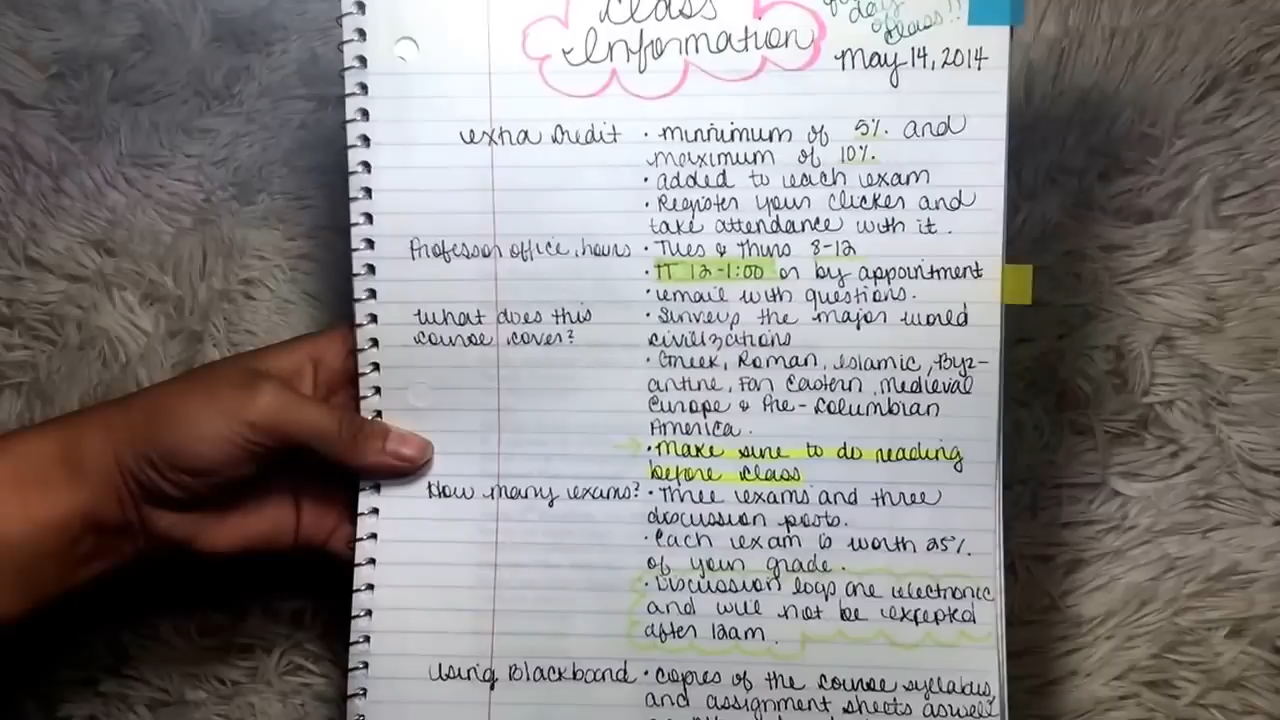 Class
Information
day
of
class!!
May 14, 2014
extra credit · minnimum of 5% and
maximum of 10%.
· added to each exam
· Register your clicker and
take attendance with it.
Professor office hours · Tues & Thurs 8-12
· TT 12-1:00 or by appointment
· email with questions.
What does this · Survey the major world
course cover? civilizations
· Greek, Roman, Islamic, Byz-
antine, Far Eastern, Medieval
Europe & Pre-Columbian
America.
→ · Make sure to do reading
before class
How many exams? · Three exams and three
discussion posts.
· Each exam is worth 25%
of your grade.
· Discussion logs are electronic
and will not be excepted
after 12am.
Using Blackboard · copies of the course syllabus,
and assignment sheets aswell